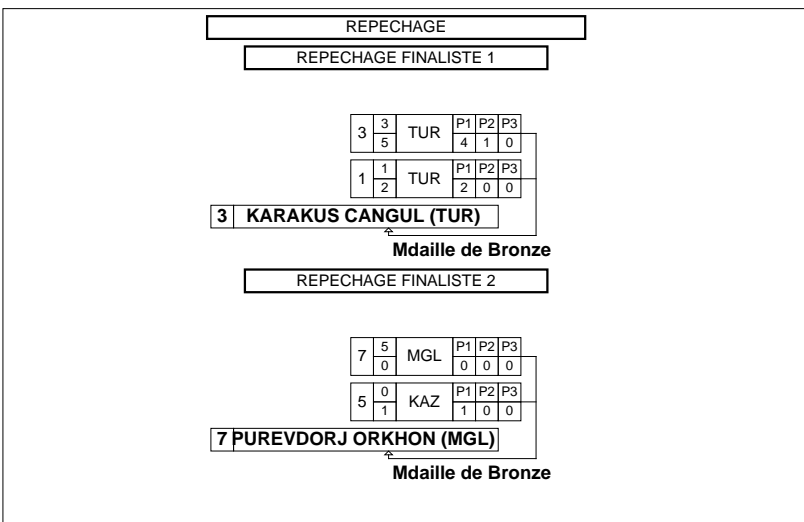 REPECHAGE
REPECHAGE FINALISTE 1
3 3 TUR P1 P2 P3
5 4 1 0
1 1 TUR P1 P2 P3
2 2 0 0
3 KARAKUS CANGUL (TUR)
Mdaille de Bronze
REPECHAGE FINALISTE 2
7 5 MGL P1 P2 P3
0 0 0 0
5 0 KAZ P1 P2 P3
1 1 0 0
7 PUREVDORJ ORKHON (MGL)
Mdaille de Bronze